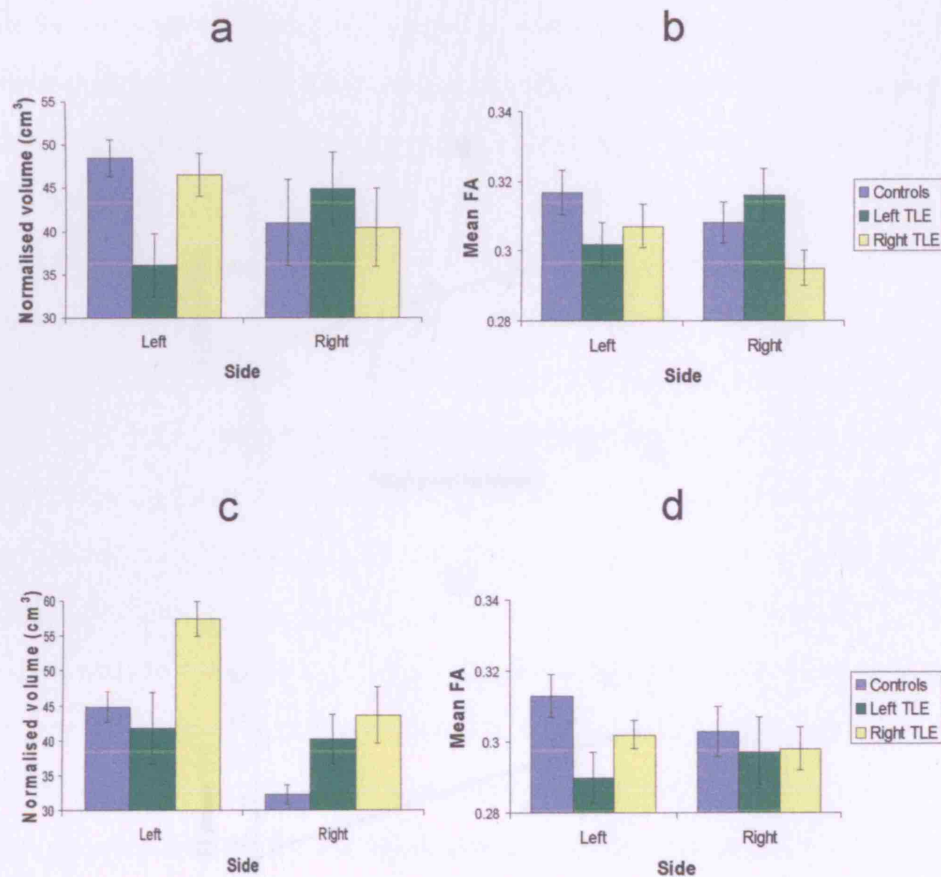 a
Normalised volume (cm³)
55
50
45
40
35
30
Left
Right
Side
b
Mean FA
0.34
0.32
0.3
0.28
Left
Right
Side
Controls
Left TLE
Right TLE
c
Normalised volume (cm³)
60
55
50
45
40
35
30
Left
Right
Side
d
Mean FA
0.34
0.32
0.3
0.28
Left
Right
Side
Controls
Left TLE
Right TLE